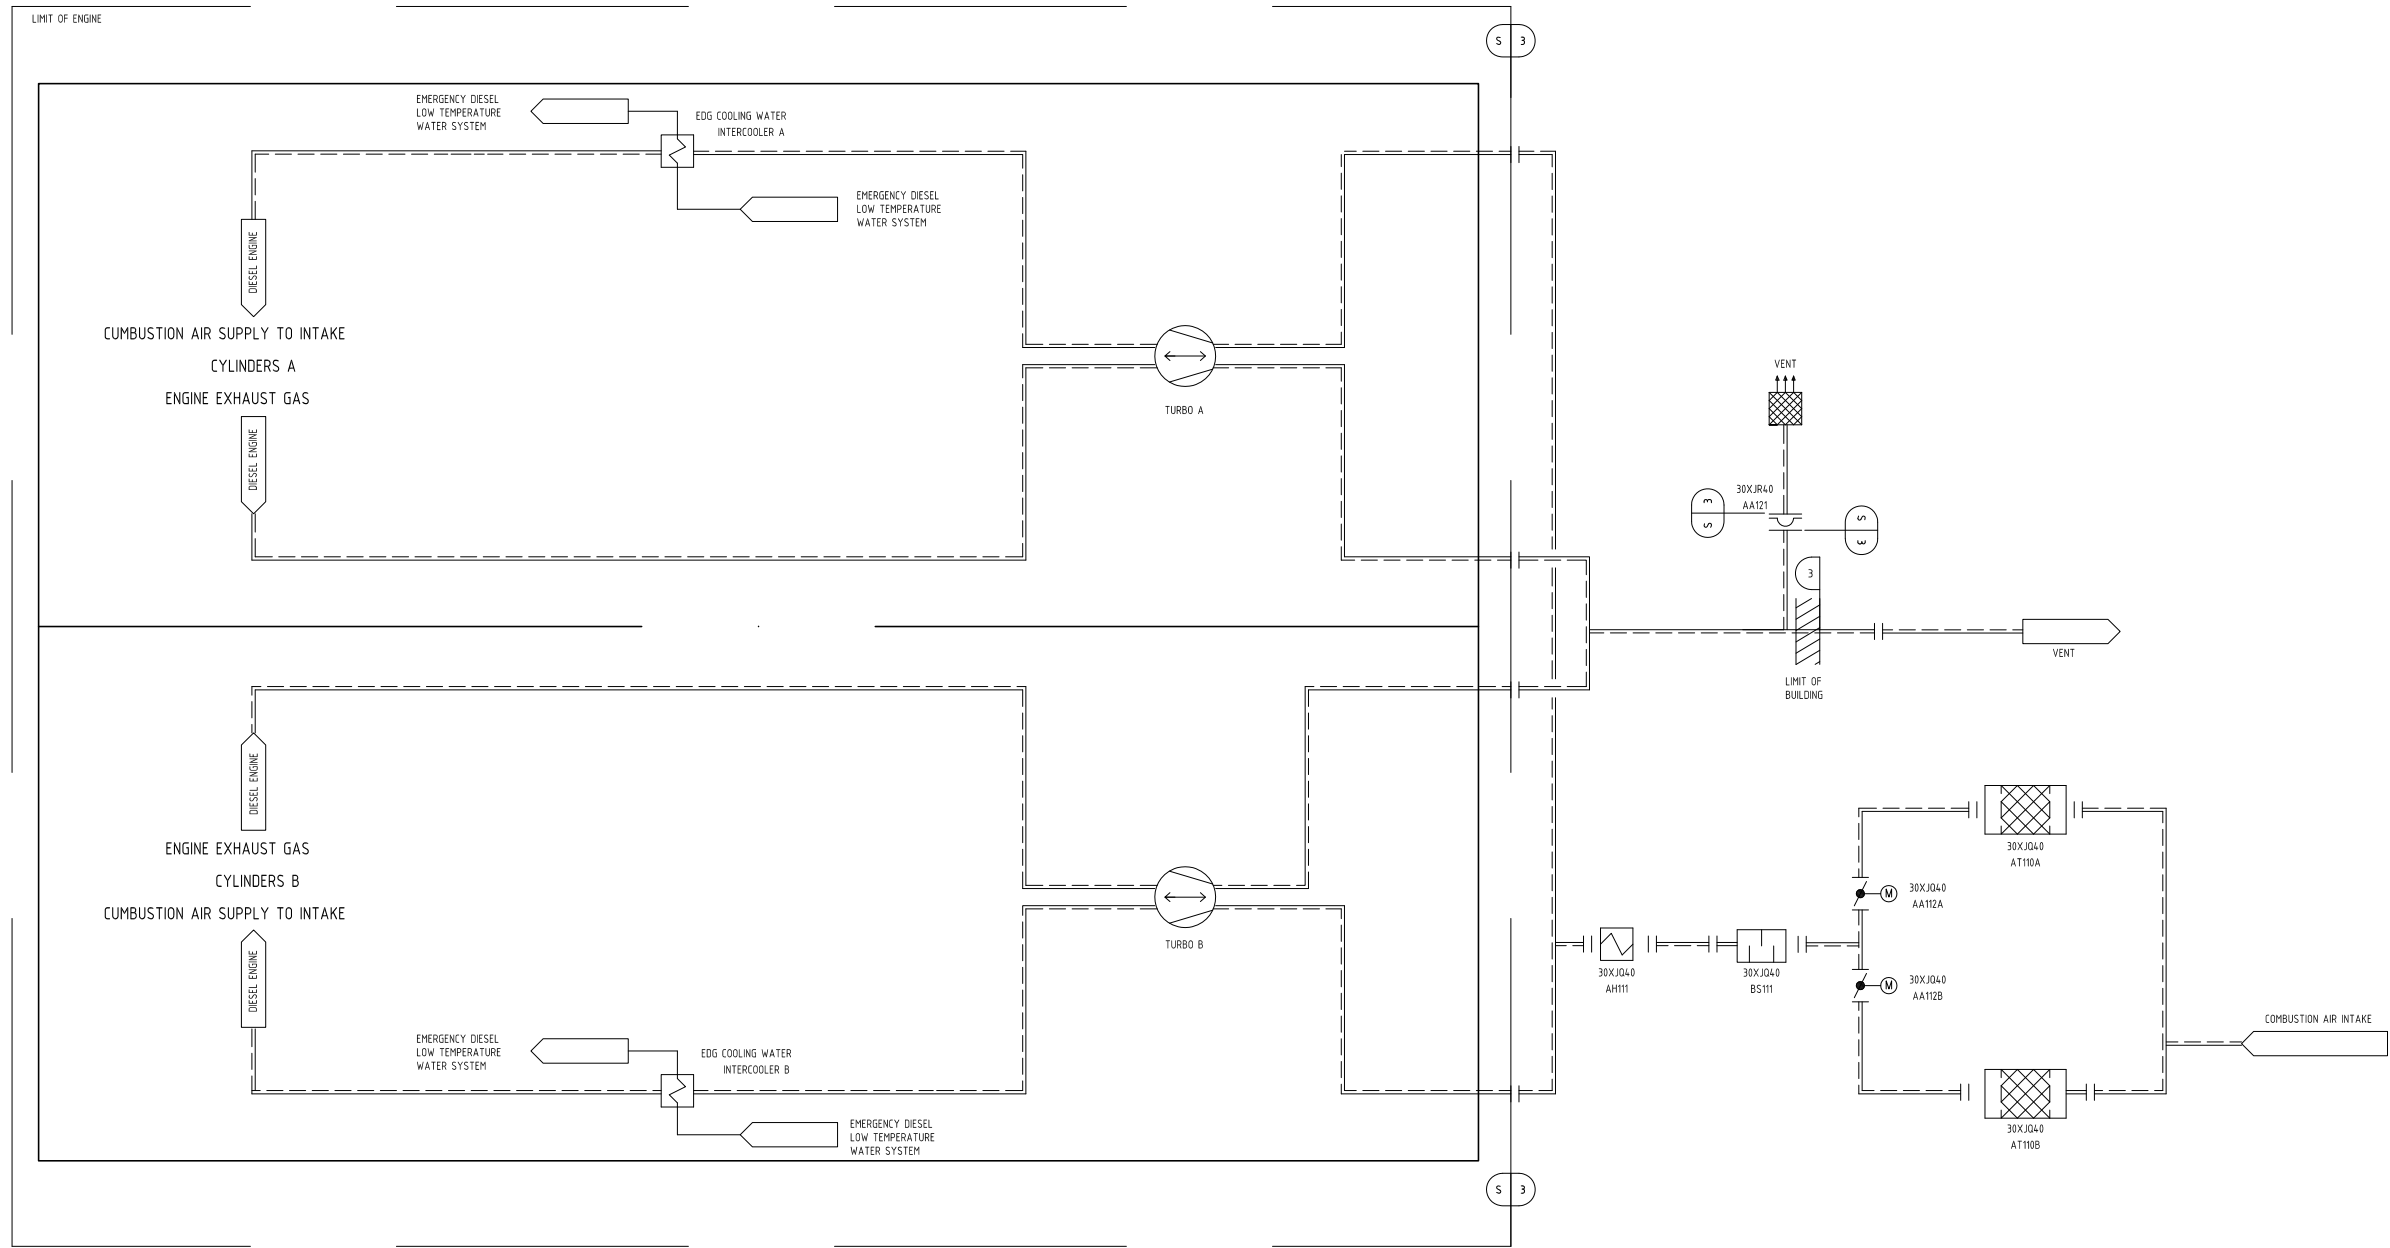 LIMIT OF ENGINE
S 3
EMERGENCY DIESEL
LOW TEMPERATURE
WATER SYSTEM
EDG COOLING WATER
INTERCOOLER A
EMERGENCY DIESEL
LOW TEMPERATURE
WATER SYSTEM
DIESEL ENGINE
CUMBUSTION AIR SUPPLY TO INTAKE
CYLINDERS A
ENGINE EXHAUST GAS
DIESEL ENGINE
TURBO A
VENT
30XJR40
AA121
S 3
S 3
3
VENT
LIMIT OF
BUILDING
DIESEL ENGINE
ENGINE EXHAUST GAS
CYLINDERS B
CUMBUSTION AIR SUPPLY TO INTAKE
DIESEL ENGINE
TURBO B
30XJQ40
AT110A
M
30XJQ40
AA112A
30XJQ40
AH111
30XJQ40
BS111
M
30XJQ40
AA112B
COMBUSTION AIR INTAKE
30XJQ40
AT110B
EMERGENCY DIESEL
LOW TEMPERATURE
WATER SYSTEM
EDG COOLING WATER
INTERCOOLER B
EMERGENCY DIESEL
LOW TEMPERATURE
WATER SYSTEM
S 3